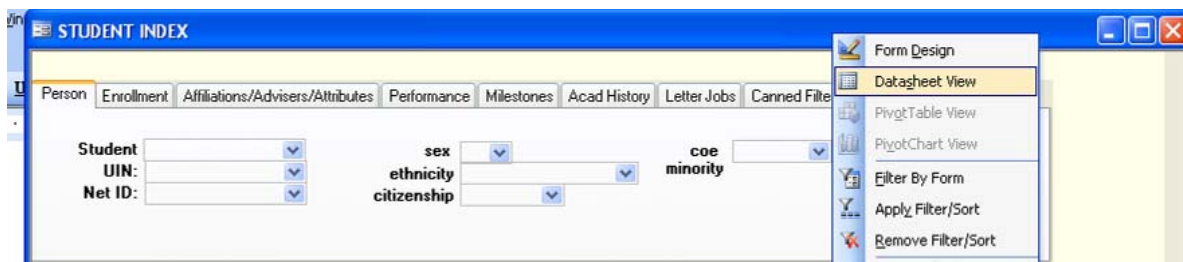 STUDENT INDEX
Person Enrollment Affiliations/Advisers/Attributes Performance Milestones Acad History Letter Jobs Canned Filte
Student
UIN:
Net ID:
sex
ethnicity
citizenship
coe
minority
Form Design
Datasheet View
PivotTable View
PivotChart View
Filter By Form
Apply Filter/Sort
Remove Filter/Sort